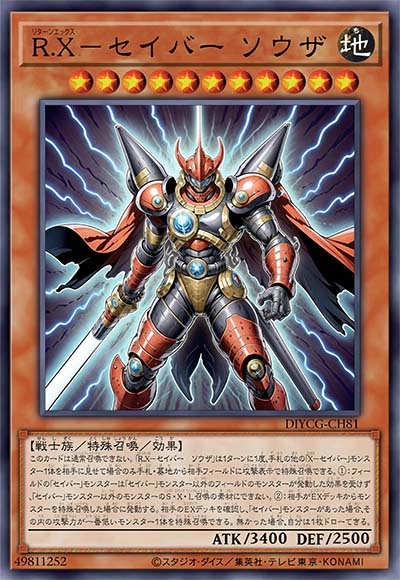 リターンエックス
R.X－セイバー ソウザ
地
DIYCG-CH81
【戦士族／特殊召喚／効果】
このカードは通常召喚できない。「R.X－セイバー ソウザ」は1ターンに1度、手札の他の「X－セイバー」モンスター1体を相手に見せて場合のみ手札・墓地から相手フィールドに攻撃表示で特殊召喚できる。①：フィールドの「セイバー」モンスターは「セイバー」モンスター以外のフィールドのモンスターが発動した効果を受けず、「セイバー」モンスター以外のモンスターのS・X・L召喚の素材にできない。②：相手がEXデッキからモンスターを特殊召喚した場合に発動する。相手のEXデッキを確認し、「セイバー」モンスターがあった場合、その内の攻撃力が一番低いモンスター1体を特殊召喚できる。無かった場合、自分は1枚ドローできる。
ATK/3400 DEF/2500
49811252
©スタジオ・ダイス／集英社・テレビ東京・KONAMI